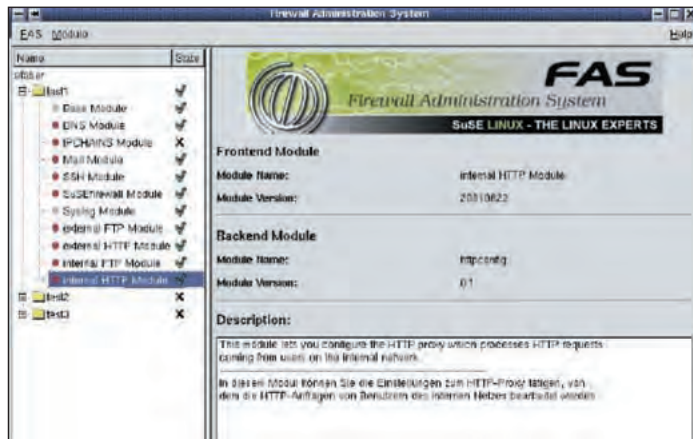 Firewall Administration System
FAS Module Help
Name State
test1
Base Module
DNS Module
IPCHAINS Module
Mail Module
SSH Module
SuSEfirewall Module
Syslog Module
external FTP Module
external HTTP Module
internal FTP Module
internal HTTP Module
test2
test3
FAS
Firewall Administration System
SuSE LINUX - THE LINUX EXPERTS
Frontend Module
Module Name: internal HTTP Module
Module Version: 20010822
Backend Module
Module Name: httpconfig
Module Version: 0.1
Description:
This module lets you configure the HTTP proxy which processes HTTP requests
coming from users on the internal network.
In diesem Modul können Sie die Einstellungen zum HTTP-Proxy tätigen, von
dem die HTTP-Anfragen von Benutzern des internen Netzes bearbeitet werden